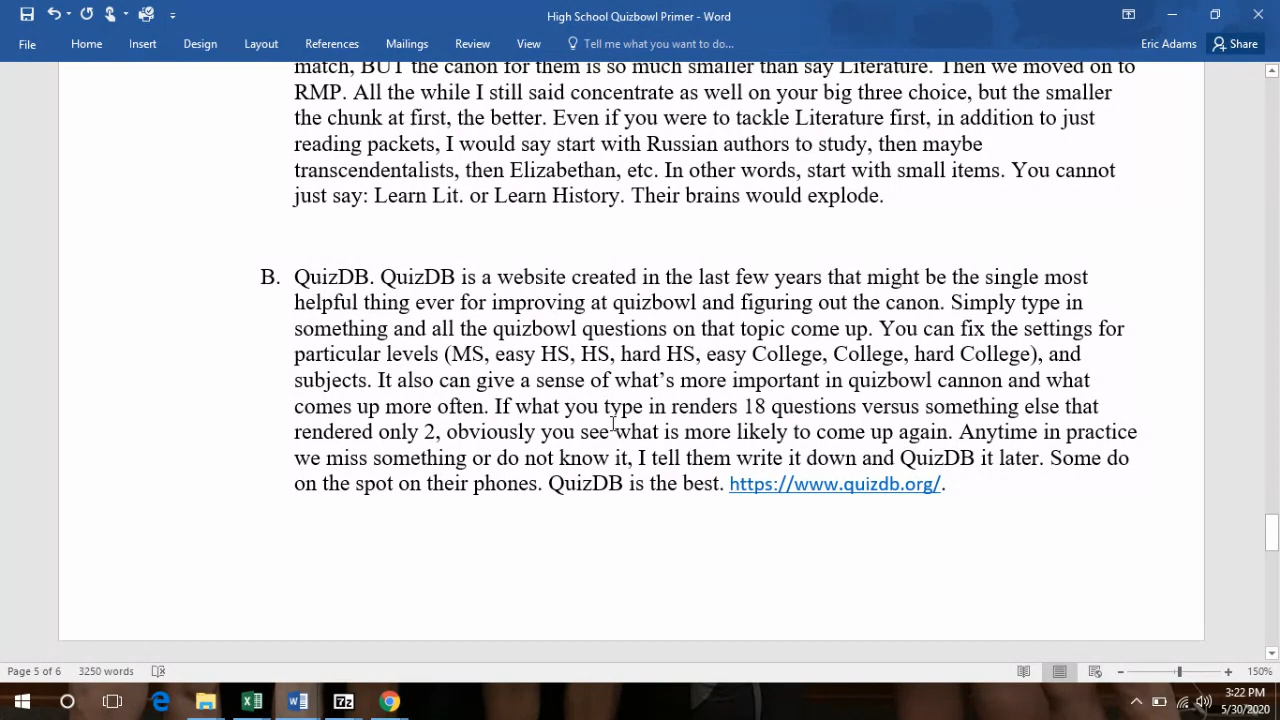 High School Quizbowl Primer - Word
File Home Insert Design Layout References Mailings Review View Tell me what you want to do... Eric Adams Share
match, BUT the canon for them is so much smaller than say Literature. Then we moved on to
RMP. All the while I still said concentrate as well on your big three choice, but the smaller
the chunk at first, the better. Even if you were to tackle Literature first, in addition to just
reading packets, I would say start with Russian authors to study, then maybe
transcendentalists, then Elizabethan, etc. In other words, start with small items. You cannot
just say: Learn Lit. or Learn History. Their brains would explode.
B. QuizDB. QuizDB is a website created in the last few years that might be the single most
helpful thing ever for improving at quizbowl and figuring out the canon. Simply type in
something and all the quizbowl questions on that topic come up. You can fix the settings for
particular levels (MS, easy HS, HS, hard HS, easy College, College, hard College), and
subjects. It also can give a sense of what’s more important in quizbowl cannon and what
comes up more often. If what you type in renders 18 questions versus something else that
rendered only 2, obviously you see what is more likely to come up again. Anytime in practice
we miss something or do not know it, I tell them write it down and QuizDB it later. Some do
on the spot on their phones. QuizDB is the best. https://www.quizdb.org/.
Page 5 of 6 3250 words 150%
7z
3:22 PM
5/30/2020